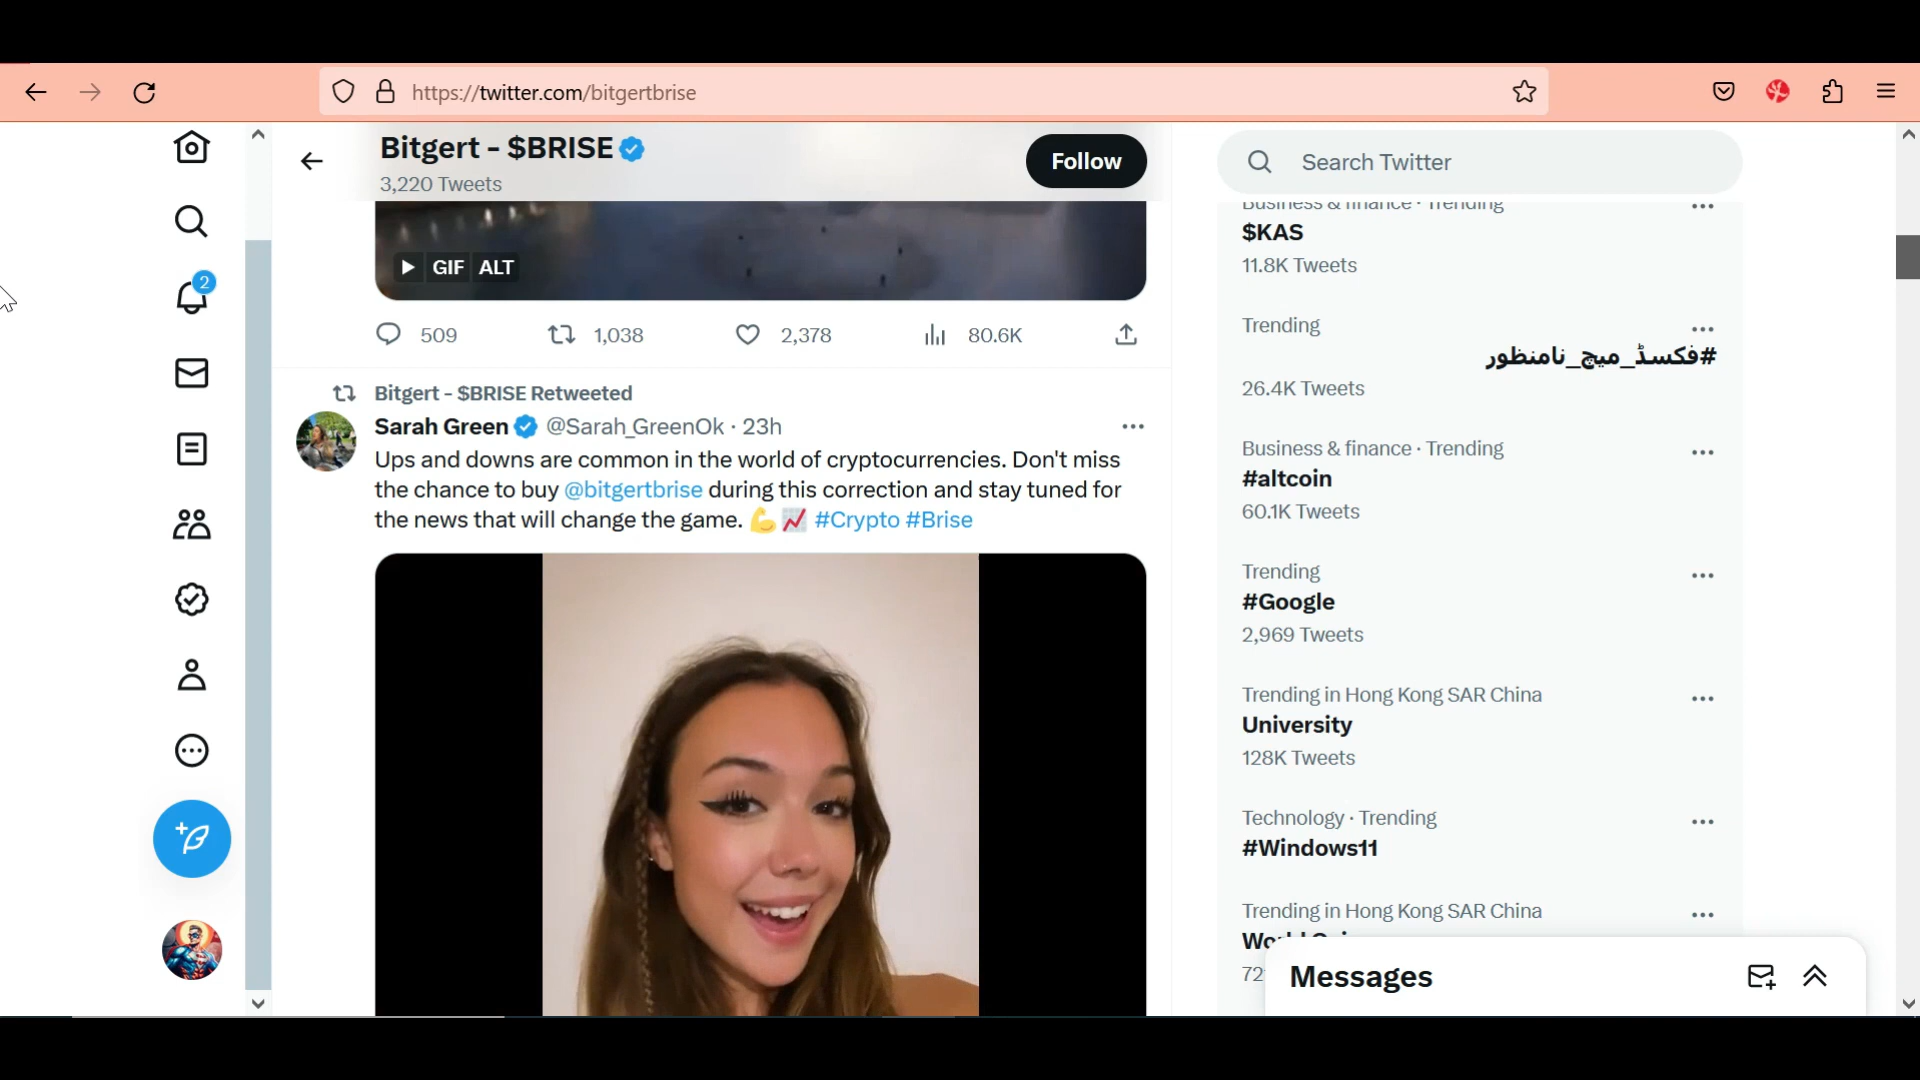 https://twitter.com/bitgertbrise
Bitgert - $BRISE
3,220 Tweets
Follow
GIF ALT
509 1,038 2,378 80.6K
Bitgert - $BRISE Retweeted
Sarah Green @Sarah_GreenOk · 23h
Ups and downs are common in the world of cryptocurrencies. Don't miss
the chance to buy @bitgertbrise during this correction and stay tuned for
the news that will change the game. 💪📈 #Crypto #Brise
2
Search Twitter
Business & finance · Trending
$KAS
11.8K Tweets
Trending
#فکسڈ_میچ_نامنظور
26.4K Tweets
Business & finance · Trending
#altcoin
60.1K Tweets
Trending
#Google
2,969 Tweets
Trending in Hong Kong SAR China
University
128K Tweets
Technology · Trending
#Windows11
Trending in Hong Kong SAR China
Messages